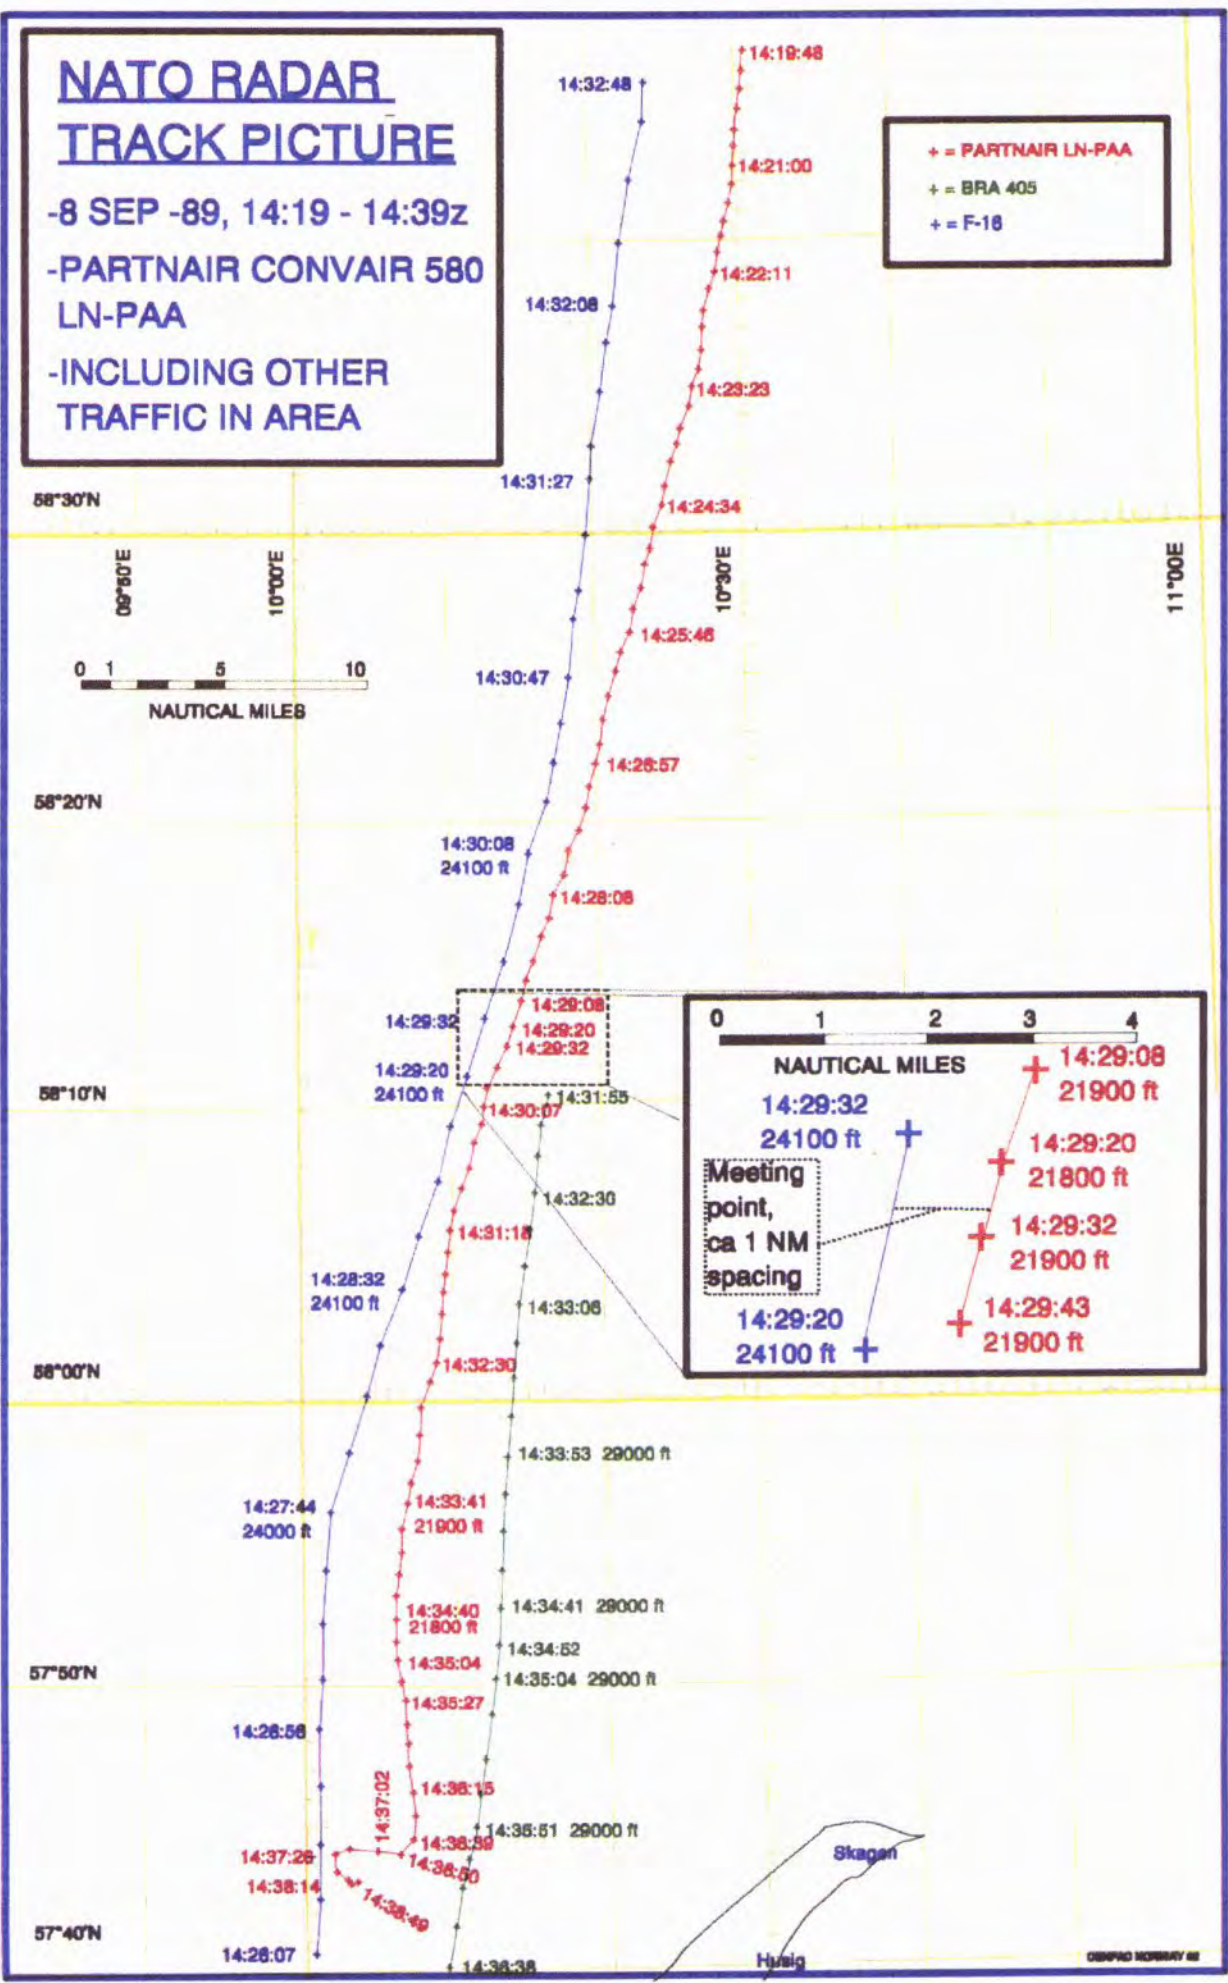 NATO RADAR
TRACK PICTURE
-8 SEP -89, 14:19 - 14:39z
-PARTNAIR CONVAIR 580
LN-PAA
-INCLUDING OTHER
TRAFFIC IN AREA
+ = PARTNAIR LN-PAA
+ = BRA 405
+ = F-16
14:19:48
14:32:48
14:21:00
14:22:11
14:32:08
14:23:23
14:31:27
58°30'N
14:24:34
09°50'E
10°00'E
10°30'E
11°00E
14:25:46
0 1 5 10
NAUTICAL MILES
14:30:47
14:26:57
58°20'N
14:30:08
24100 ft
14:28:08
14:29:08
14:29:32
14:29:20
14:29:32
14:29:20
24100 ft
58°10'N
14:31:55
14:30:07
0 1 2 3 4
NAUTICAL MILES
14:29:08
21900 ft
14:29:32
24100 ft
14:29:20
21800 ft
Meeting
point,
ca 1 NM
spacing
14:29:32
21900 ft
14:29:20
24100 ft
14:29:43
21900 ft
14:32:30
14:31:18
14:28:32
24100 ft
14:33:06
14:32:30
58°00'N
14:33:53 29000 ft
14:27:44
24000 ft
14:33:41
21900 ft
14:34:40
21800 ft
14:34:41 29000 ft
14:34:52
14:35:04
14:35:04 29000 ft
57°50'N
14:35:27
14:26:56
14:36:15
14:37:02
14:35:51 29000 ft
14:36:39
14:36:50
14:37:26
14:38:14
14:38:49
Skagen
57°40'N
14:26:07
14:36:38